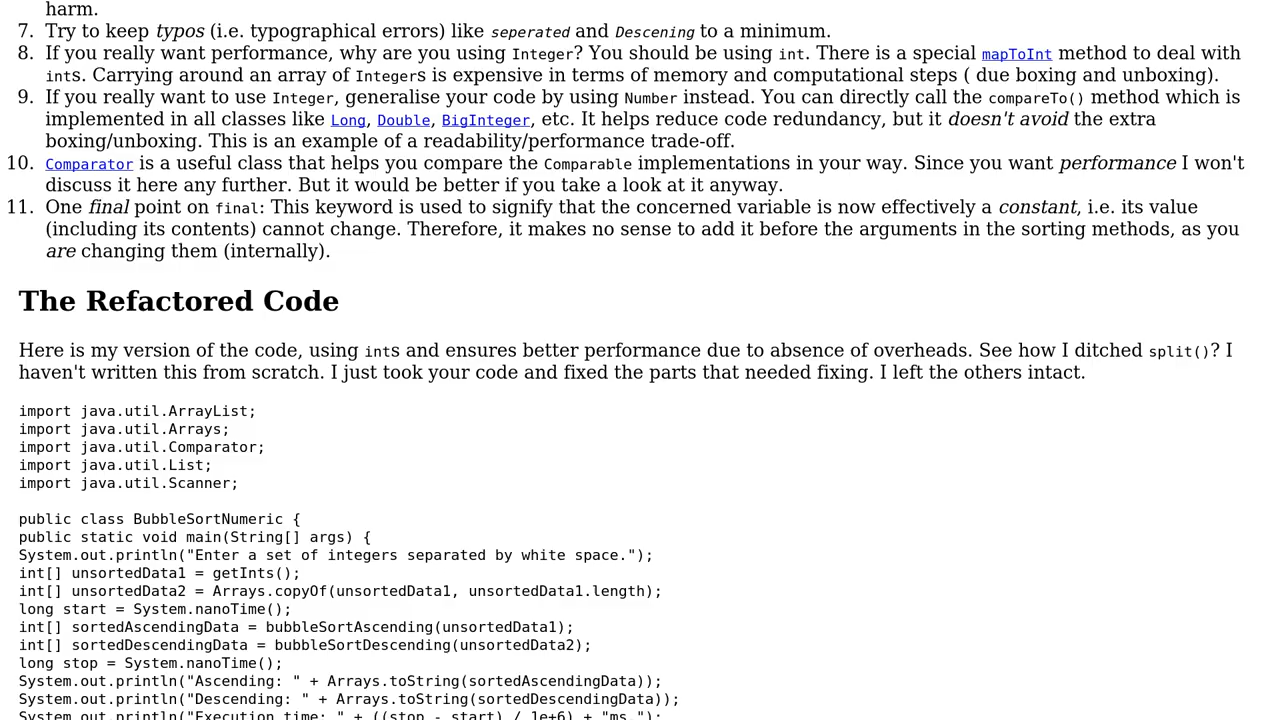 harm.
7. Try to keep typos (i.e. typographical errors) like seperated and Descening to a minimum.
8. If you really want performance, why are you using Integer? You should be using int. There is a special mapToInt method to deal with
ints. Carrying around an array of Integers is expensive in terms of memory and computational steps ( due boxing and unboxing).
9. If you really want to use Integer, generalise your code by using Number instead. You can directly call the compareTo() method which is
implemented in all classes like Long, Double, BigInteger, etc. It helps reduce code redundancy, but it doesn't avoid the extra
boxing/unboxing. This is an example of a readability/performance trade-off.
10. Comparator is a useful class that helps you compare the Comparable implementations in your way. Since you want performance I won't
discuss it here any further. But it would be better if you take a look at it anyway.
11. One final point on final: This keyword is used to signify that the concerned variable is now effectively a constant, i.e. its value
(including its contents) cannot change. Therefore, it makes no sense to add it before the arguments in the sorting methods, as you
are changing them (internally).
The Refactored Code
Here is my version of the code, using ints and ensures better performance due to absence of overheads. See how I ditched split()? I
haven't written this from scratch. I just took your code and fixed the parts that needed fixing. I left the others intact.
import java.util.ArrayList;
import java.util.Arrays;
import java.util.Comparator;
import java.util.List;
import java.util.Scanner;
public class BubbleSortNumeric {
public static void main(String[] args) {
System.out.println("Enter a set of integers separated by white space.");
int[] unsortedData1 = getInts();
int[] unsortedData2 = Arrays.copyOf(unsortedData1, unsortedData1.length);
long start = System.nanoTime();
int[] sortedAscendingData = bubbleSortAscending(unsortedData1);
int[] sortedDescendingData = bubbleSortDescending(unsortedData2);
long stop = System.nanoTime();
System.out.println("Ascending: " + Arrays.toString(sortedAscendingData));
System.out.println("Descending: " + Arrays.toString(sortedDescendingData));
System.out.println("Execution time: " + ((stop - start) / 1e+6) + "ms.");